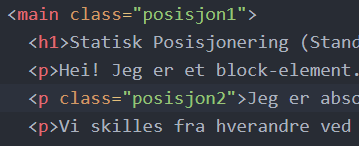 <main class="posisjon1">
<h1>Statisk Posisjonering (Stand
<p>Hei! Jeg er et block-element.
<p class="posisjon2">Jeg er abso
<p>Vi skilles fra hverandre ved